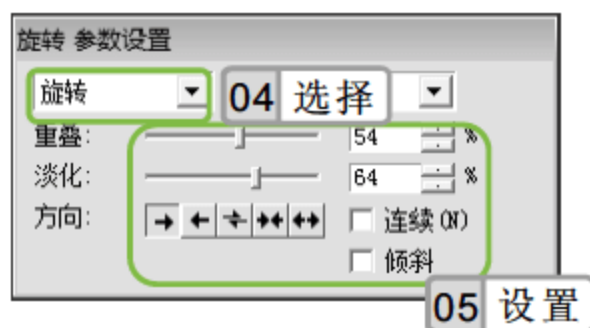 旋转 参数设置
旋转 04 选择
重叠: 54 %
淡化: 64 %
方向: 连续(N)
倾斜
05 设置